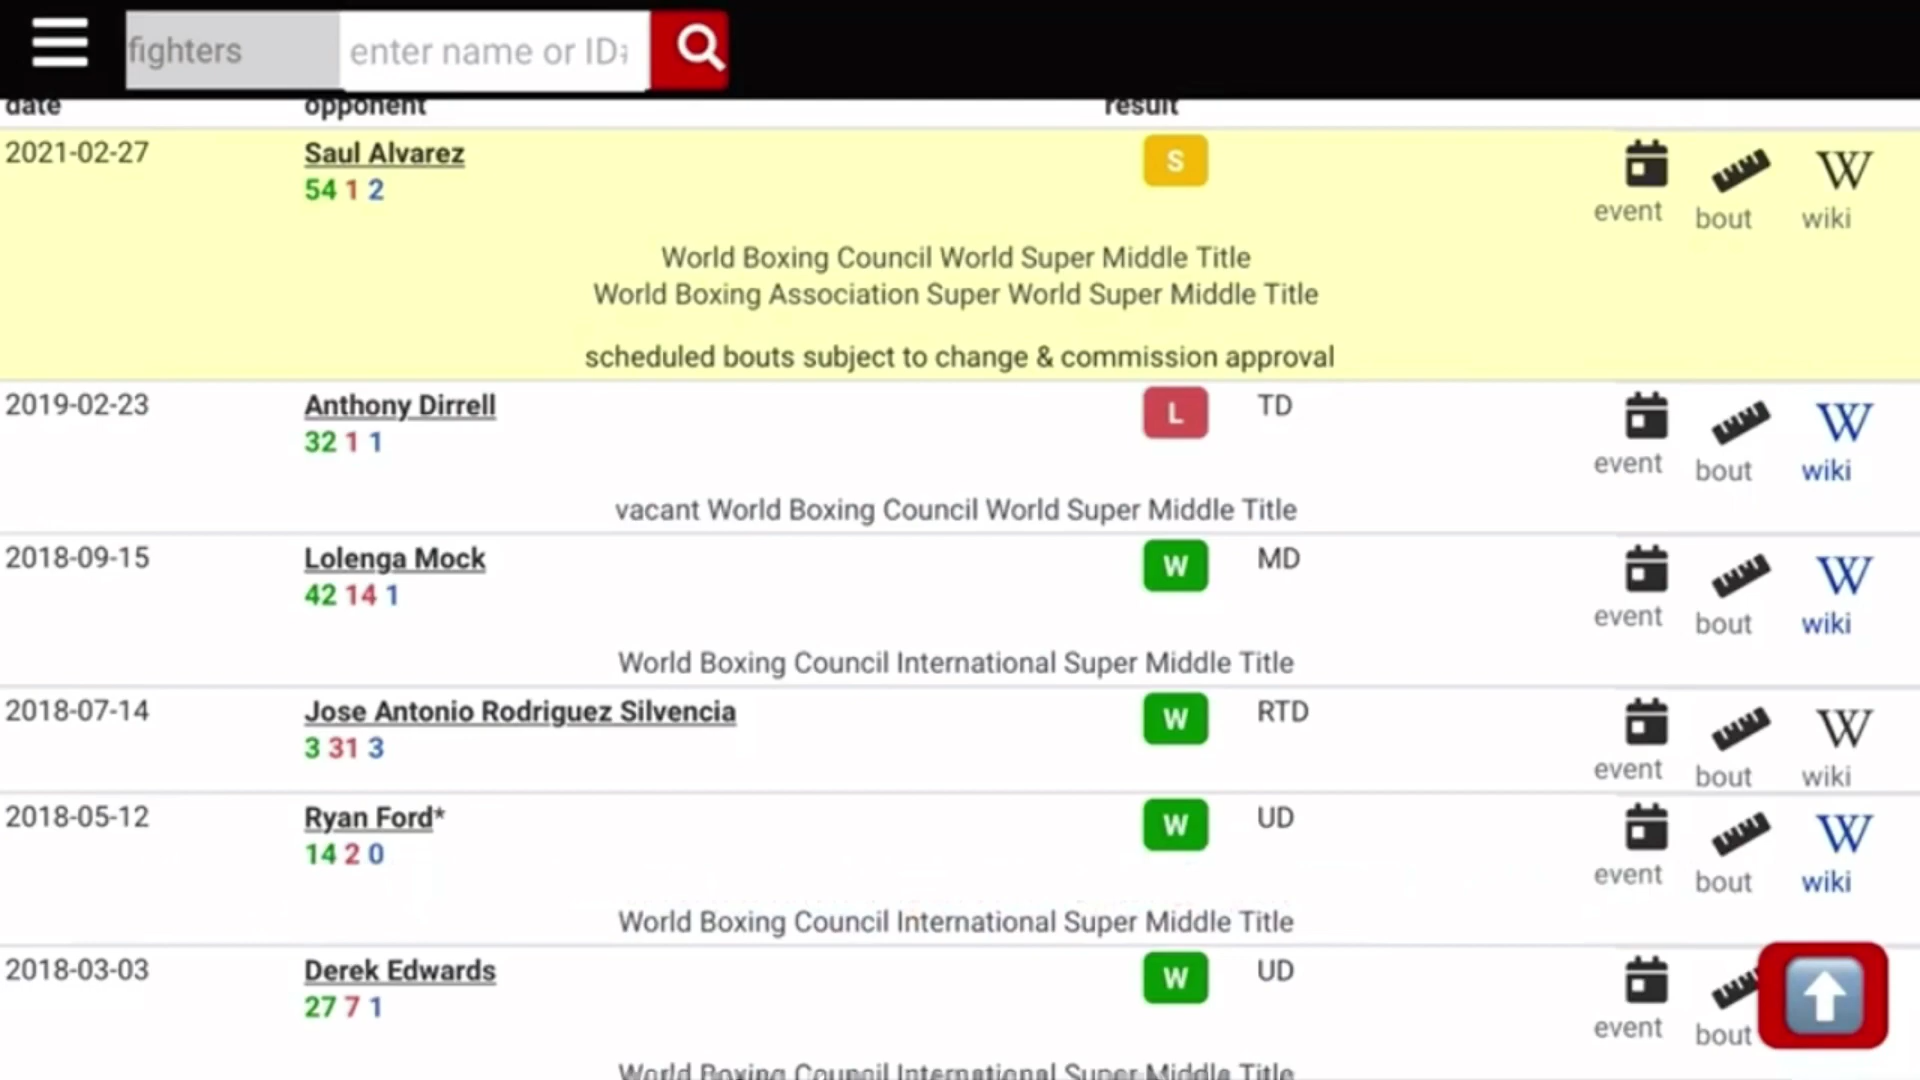 fighters enter name or ID#
date opponent result
2021-02-27 Saul Alvarez S
54 1 2
event bout wiki
World Boxing Council World Super Middle Title
World Boxing Association Super World Super Middle Title
scheduled bouts subject to change & commission approval
2019-02-23 Anthony Dirrell L TD
32 1 1
event bout wiki
vacant World Boxing Council World Super Middle Title
2018-09-15 Lolenga Mock W MD
42 14 1
event bout wiki
World Boxing Council International Super Middle Title
2018-07-14 Jose Antonio Rodriguez Silvencia W RTD
3 31 3
event bout wiki
2018-05-12 Ryan Ford* W UD
14 2 0
event bout wiki
World Boxing Council International Super Middle Title
2018-03-03 Derek Edwards W UD
27 7 1
event bout
World Boxing Council International Super Middle Title